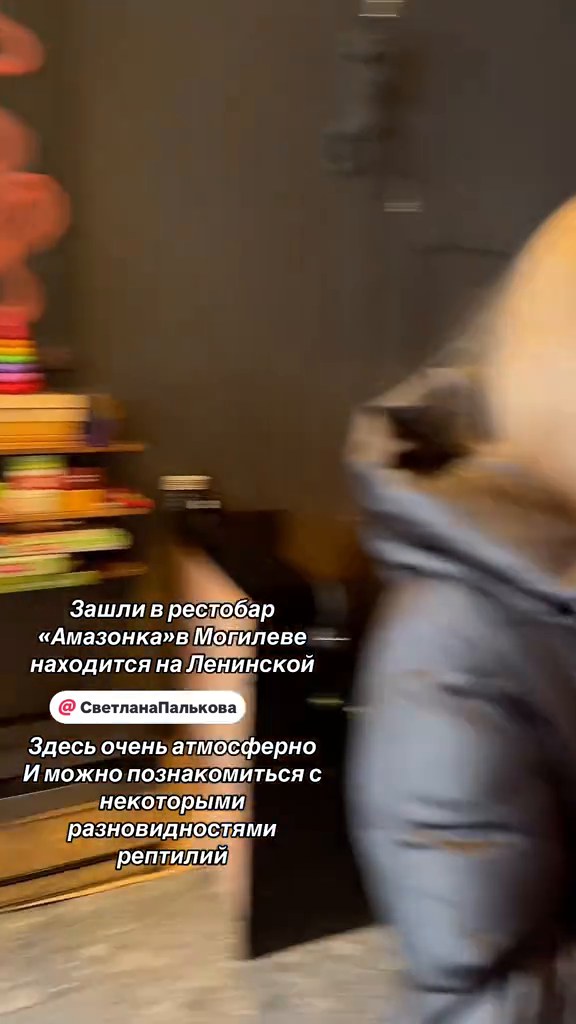 Зашли в рестобар
«Амазонка»в Могилеве
находится на Ленинской
@ СветланаПалькова
Здесь очень атмосферно
И можно познакомиться с
некоторыми
разновидностями
рептилий